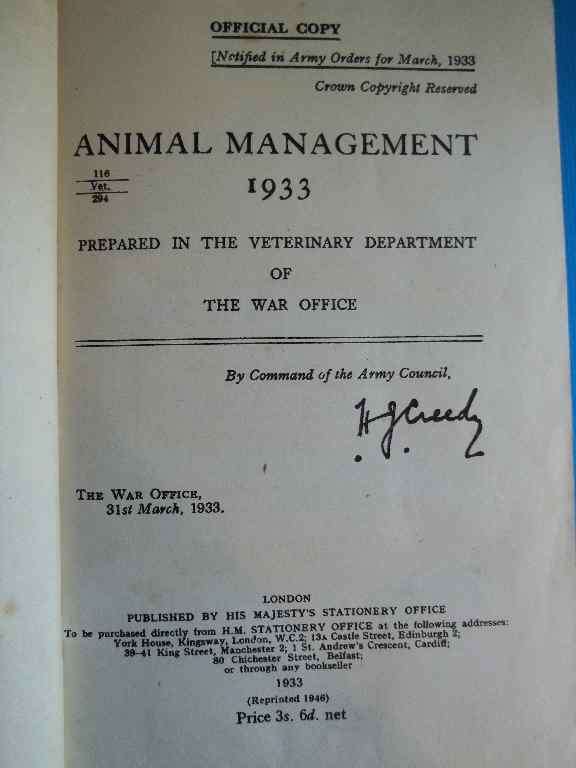 OFFICIAL COPY
[Notified in Army Orders for March, 1933
Crown Copyright Reserved
ANIMAL MANAGEMENT
116
Vet.
294
1933
PREPARED IN THE VETERINARY DEPARTMENT
OF
THE WAR OFFICE
By Command of the Army Council,
H J Creedy
THE WAR OFFICE,
31st March, 1933.
LONDON
PUBLISHED BY HIS MAJESTY'S STATIONERY OFFICE
To be purchased directly from H.M. STATIONERY OFFICE at the following addresses:
York House, Kingsway, London, W.C.2; 13A Castle Street, Edinburgh 2;
39-41 King Street, Manchester 2; 1 St. Andrew's Crescent, Cardiff;
80 Chichester Street, Belfast;
or through any bookseller
1933
(Reprinted 1946)
Price 3s. 6d. net